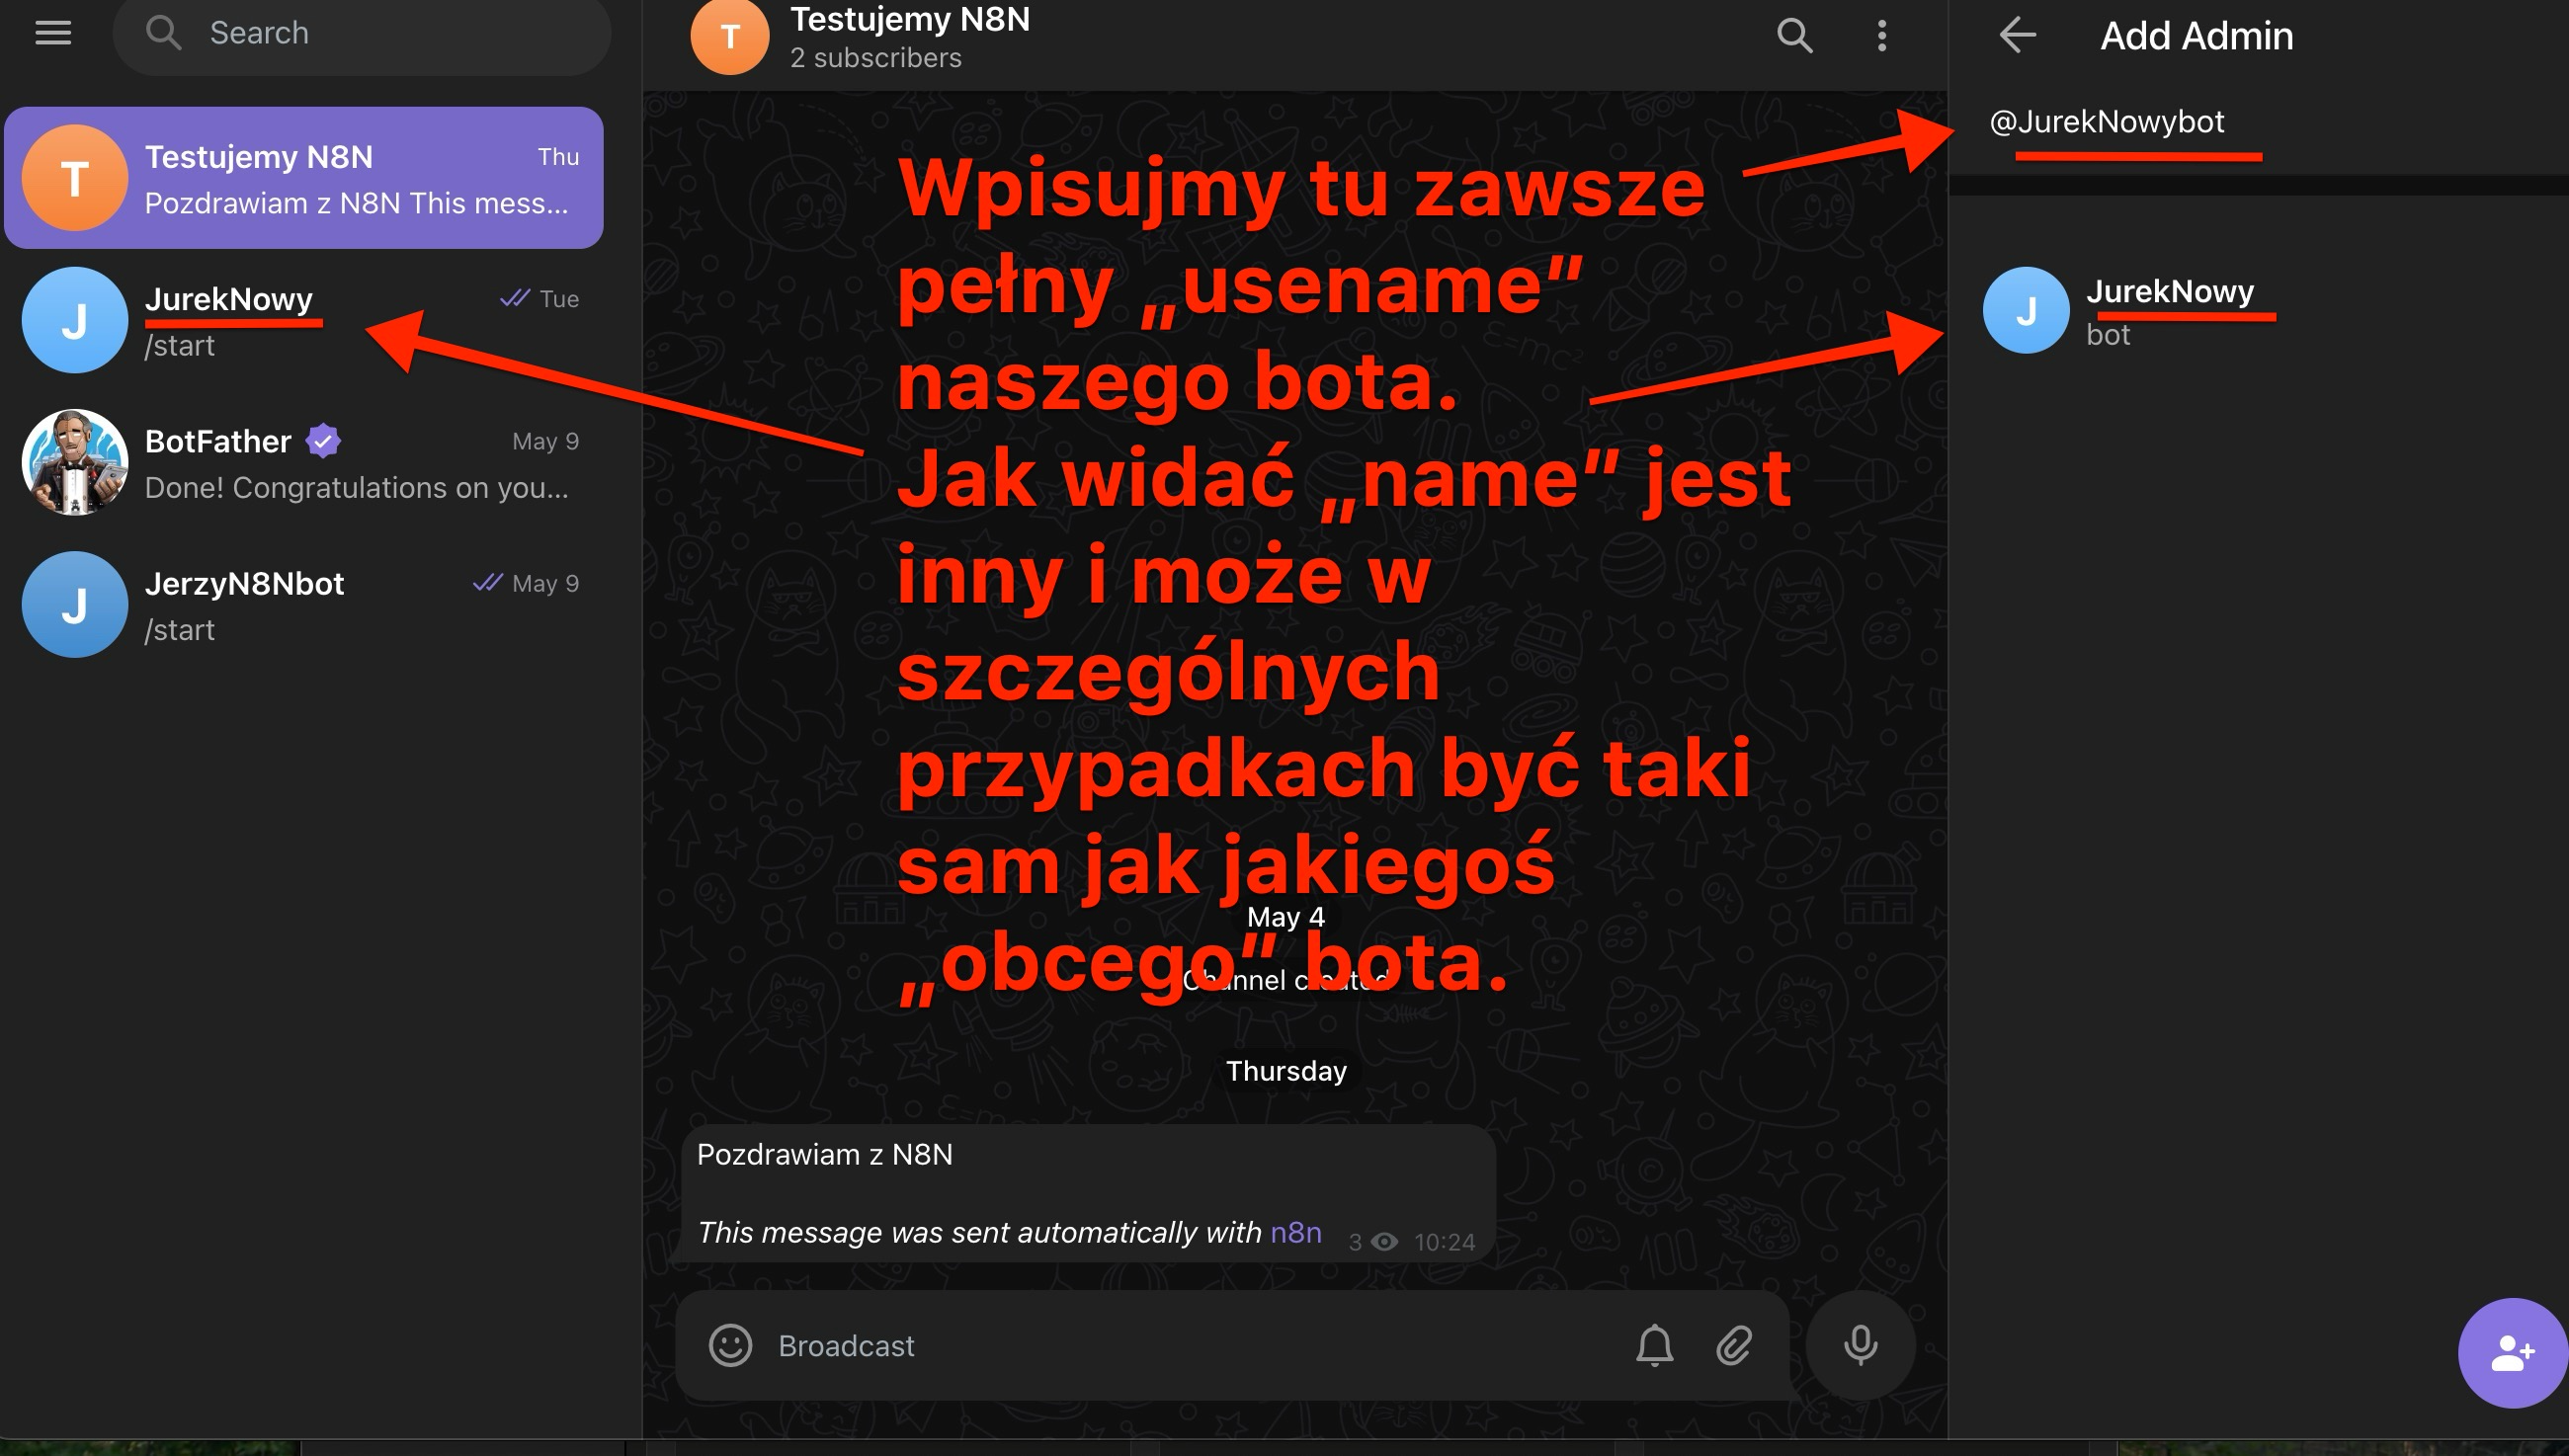 Search
Testujemy N8N
Thu
Pozdrawiam z N8N This mess...
JurekNowy
Tue
/start
BotFather
May 9
Done! Congratulations on you...
JerzyN8Nbot
May 9
/start
T
J
J
T
Testujemy N8N
2 subscribers
Wpisujmy tu zawsze
pełny „usename”
naszego bota.
Jak widać „name” jest
inny i może w
szczególnych
przypadkach być taki
sam jak jakiegoś
„obcego” bota.
May 4
Channel created
Thursday
Pozdrawiam z N8N
This message was sent automatically with n8n
3
10:24
Broadcast
Add Admin
@JurekNowybot
J
JurekNowy
bot